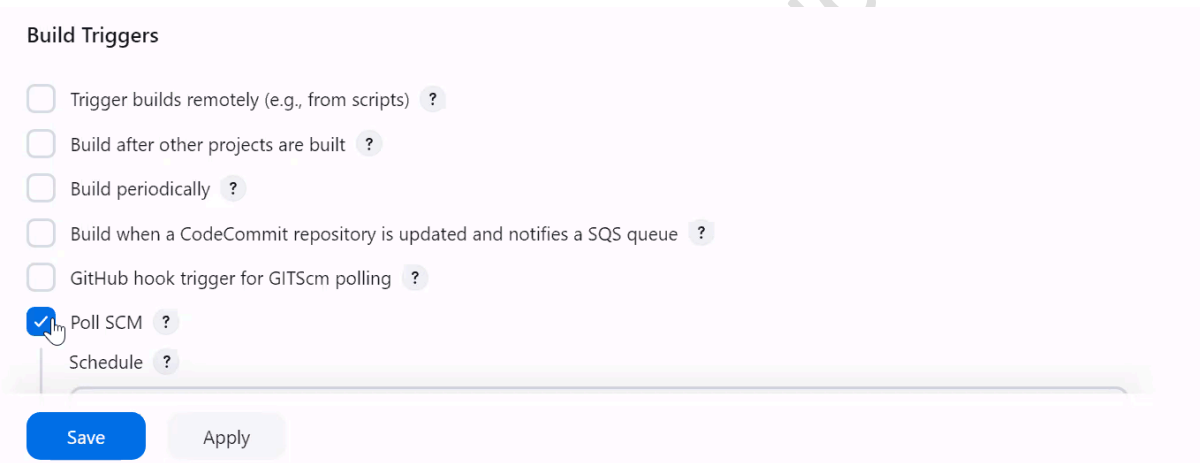 Build Triggers
Trigger builds remotely (e.g., from scripts) ?
Build after other projects are built ?
Build periodically ?
Build when a CodeCommit repository is updated and notifies a SQS queue ?
GitHub hook trigger for GITScm polling ?
Poll SCM ?
Schedule ?
Save Apply